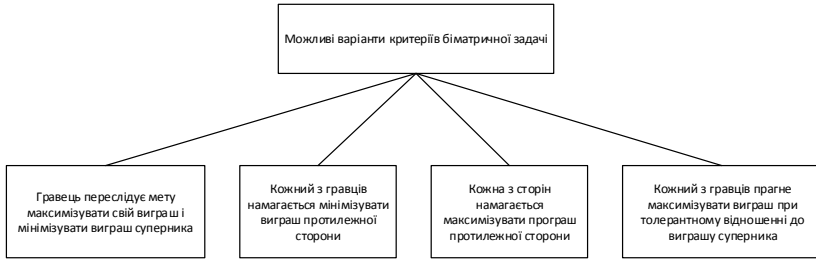 Можливі варіанти критеріїв біматричної задачі
Гравець переслідує мету
максимізувати свій виграш і
мінімізувати виграш суперника
Кожний з гравців
намагається мінімізувати
виграш протилежної
сторони
Кожна з сторін
намагається
максимізувати програш
протилежної сторони
Кожний з гравців прагне
максимізувати виграш при
толерантному відношенні до
виграшу суперника